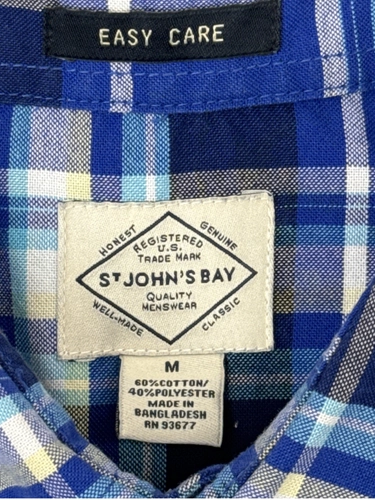 EASY CARE
HONEST
GENUINE
REGISTERED
U.S.
TRADE MARK
ST JOHN'S BAY
QUALITY
MENSWEAR
WELL-MADE
CLASSIC
M
60%COTTON/
40%POLYESTER
MADE IN
BANGLADESH
RN 93677